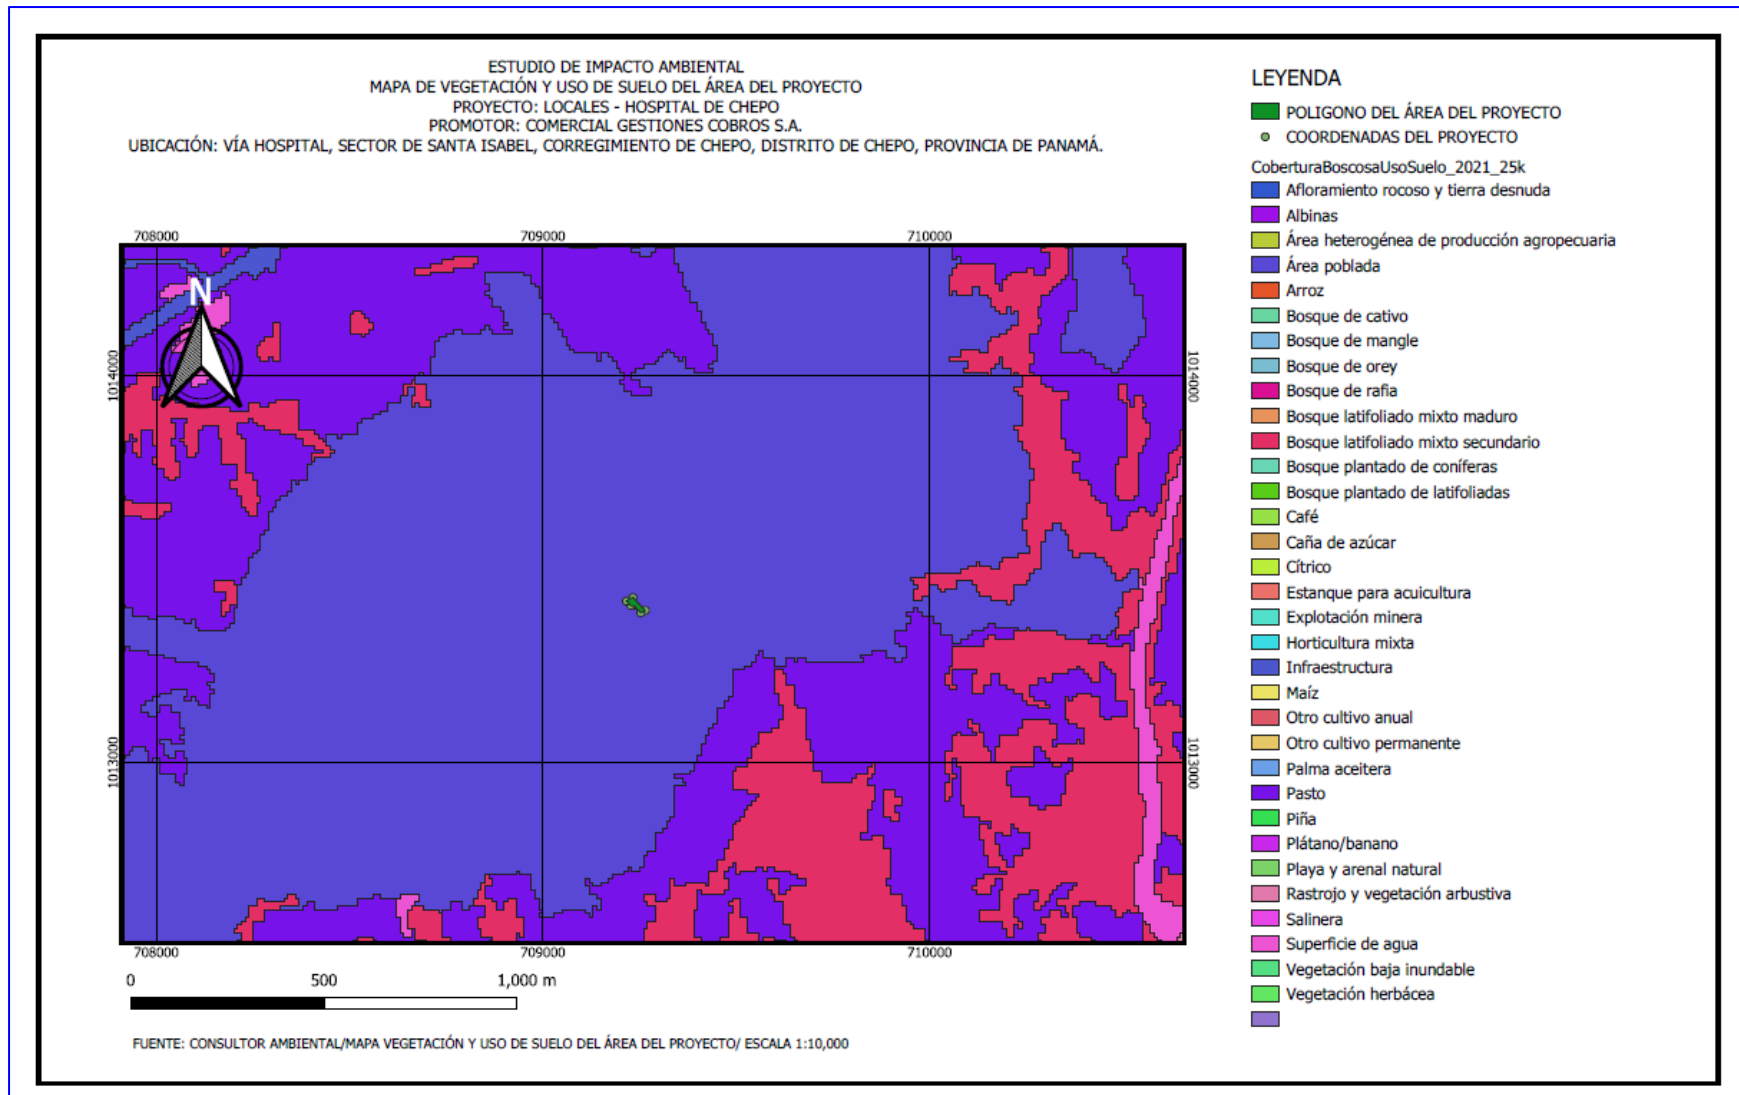 ESTUDIO DE IMPACTO AMBIENTAL
MAPA DE VEGETACIÓN Y USO DE SUELO DEL ÁREA DEL PROYECTO
PROYECTO: LOCALES - HOSPITAL DE CHEPO
PROMOTOR: COMERCIAL GESTIONES COBROS S.A.
UBICACIÓN: VÍA HOSPITAL, SECTOR DE SANTA ISABEL, CORREGIMIENTO DE CHEPO, DISTRITO DE CHEPO, PROVINCIA DE PANAMÁ.
708000 709000 710000
N
1014000 1014000
1013000 1013000
708000 709000 710000
0 500 1,000 m
FUENTE: CONSULTOR AMBIENTAL/MAPA VEGETACIÓN Y USO DE SUELO DEL ÁREA DEL PROYECTO/ ESCALA 1:10,000
LEYENDA
POLIGONO DEL ÁREA DEL PROYECTO
COORDENADAS DEL PROYECTO
CoberturaBoscosaUsoSuelo_2021_25k
Afloramiento rocoso y tierra desnuda
Albinas
Área heterogénea de producción agropecuaria
Área poblada
Arroz
Bosque de cativo
Bosque de mangle
Bosque de orey
Bosque de rafia
Bosque latifoliado mixto maduro
Bosque latifoliado mixto secundario
Bosque plantado de coníferas
Bosque plantado de latifoliadas
Café
Caña de azúcar
Cítrico
Estanque para acuicultura
Explotación minera
Horticultura mixta
Infraestructura
Maíz
Otro cultivo anual
Otro cultivo permanente
Palma aceitera
Pasto
Piña
Plátano/banano
Playa y arenal natural
Rastrojo y vegetación arbustiva
Salinera
Superficie de agua
Vegetación baja inundable
Vegetación herbácea